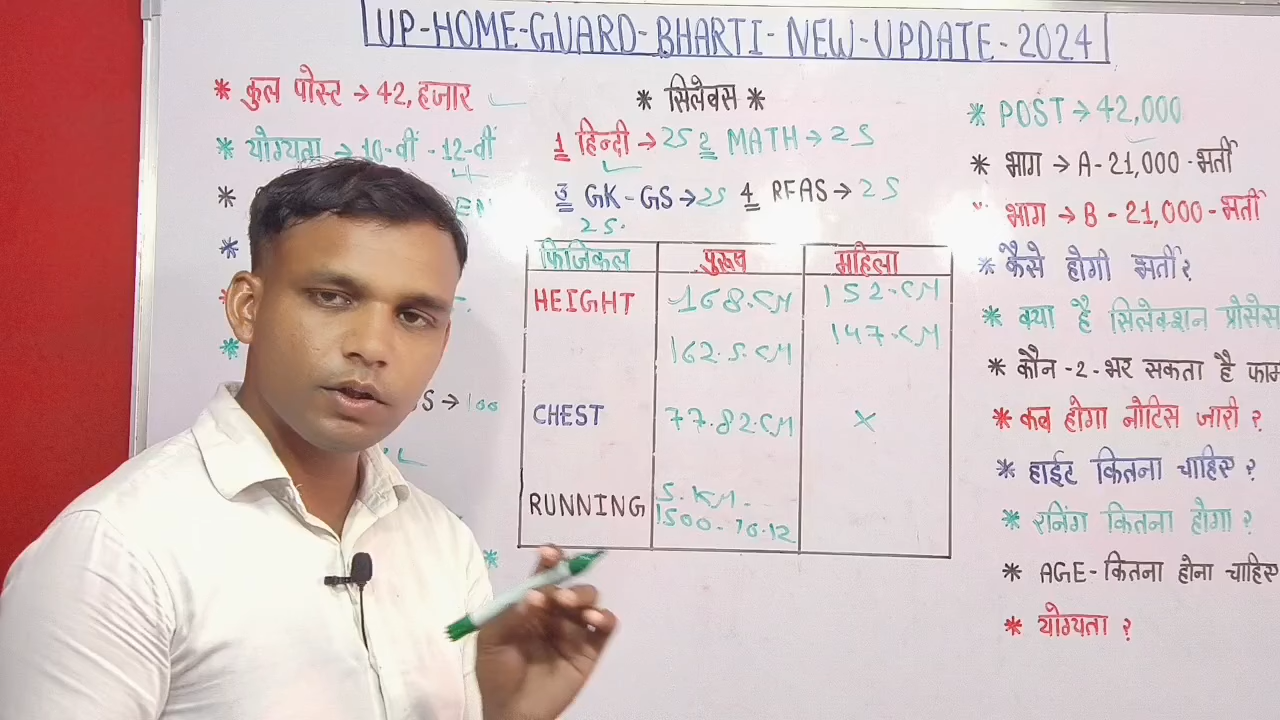 UP-HOME-GUARD-BHARTI-NEW-UPDATE-2024
* कुल पोस्ट → 42, हजार
* योग्यता → 10-वीं - 12-वीं
* 
EN
*
*
S → 100
*
* सिलेबस *
1 हिन्दी → 25 2 MATH → 25
3 GK-GS → 25 4 REAS → 25
25.
फिजिकल पुरुष महिला
HEIGHT 168.CM 152.CM
162.5.CM 147.CM
CHEST 77.82.CM ×
RUNNING 5.KM-
1500-10.12
* POST → 42,000
* भाग → A-21,000-भर्ती
भाग → B-21,000-भर्ती
* कैसे होगी भर्ती ?
* क्या है सिलेक्शन प्रोसेस
* कौन-2-भर सकता है फाम
* कब होगा नोटिस जारी ?
* हाईट कितना चाहिए ?
* रनिंग कितना होगा ?
* AGE-कितना होना चाहिए
* योग्यता ?